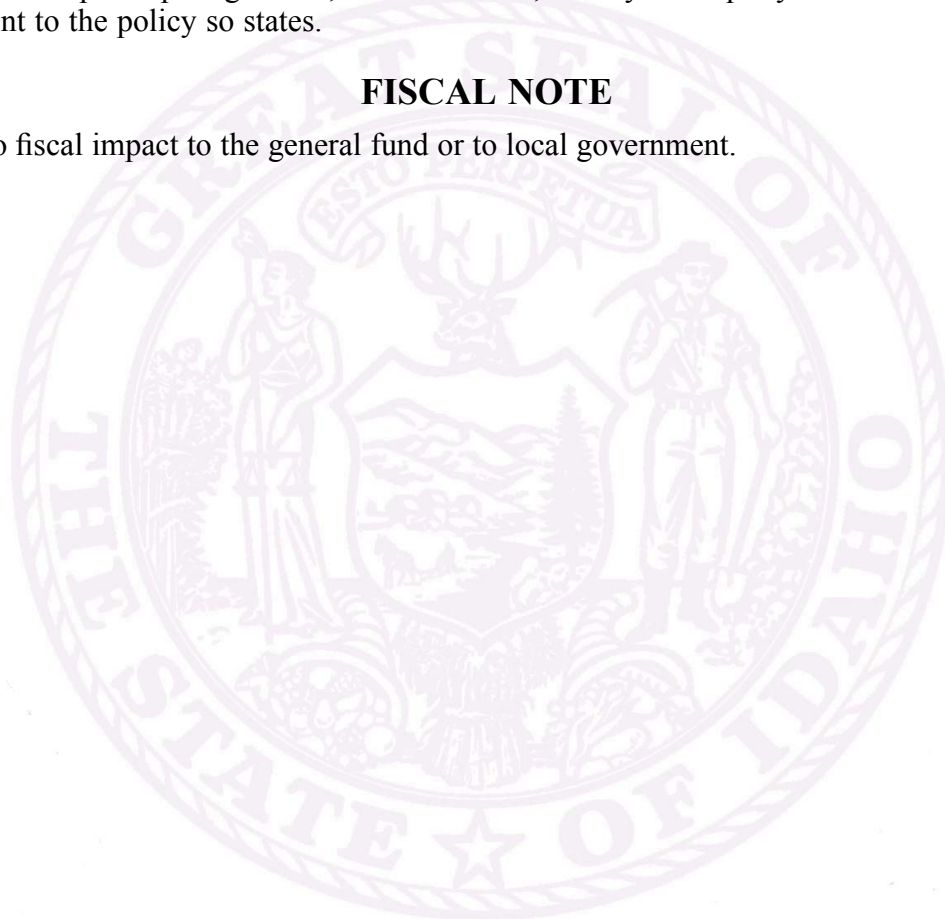 nt to the policy so states.
FISCAL NOTE
o fiscal impact to the general fund or to local government.
GREAT SEAL OF
ESTO PERPETUA
THE STATE OF IDAHO